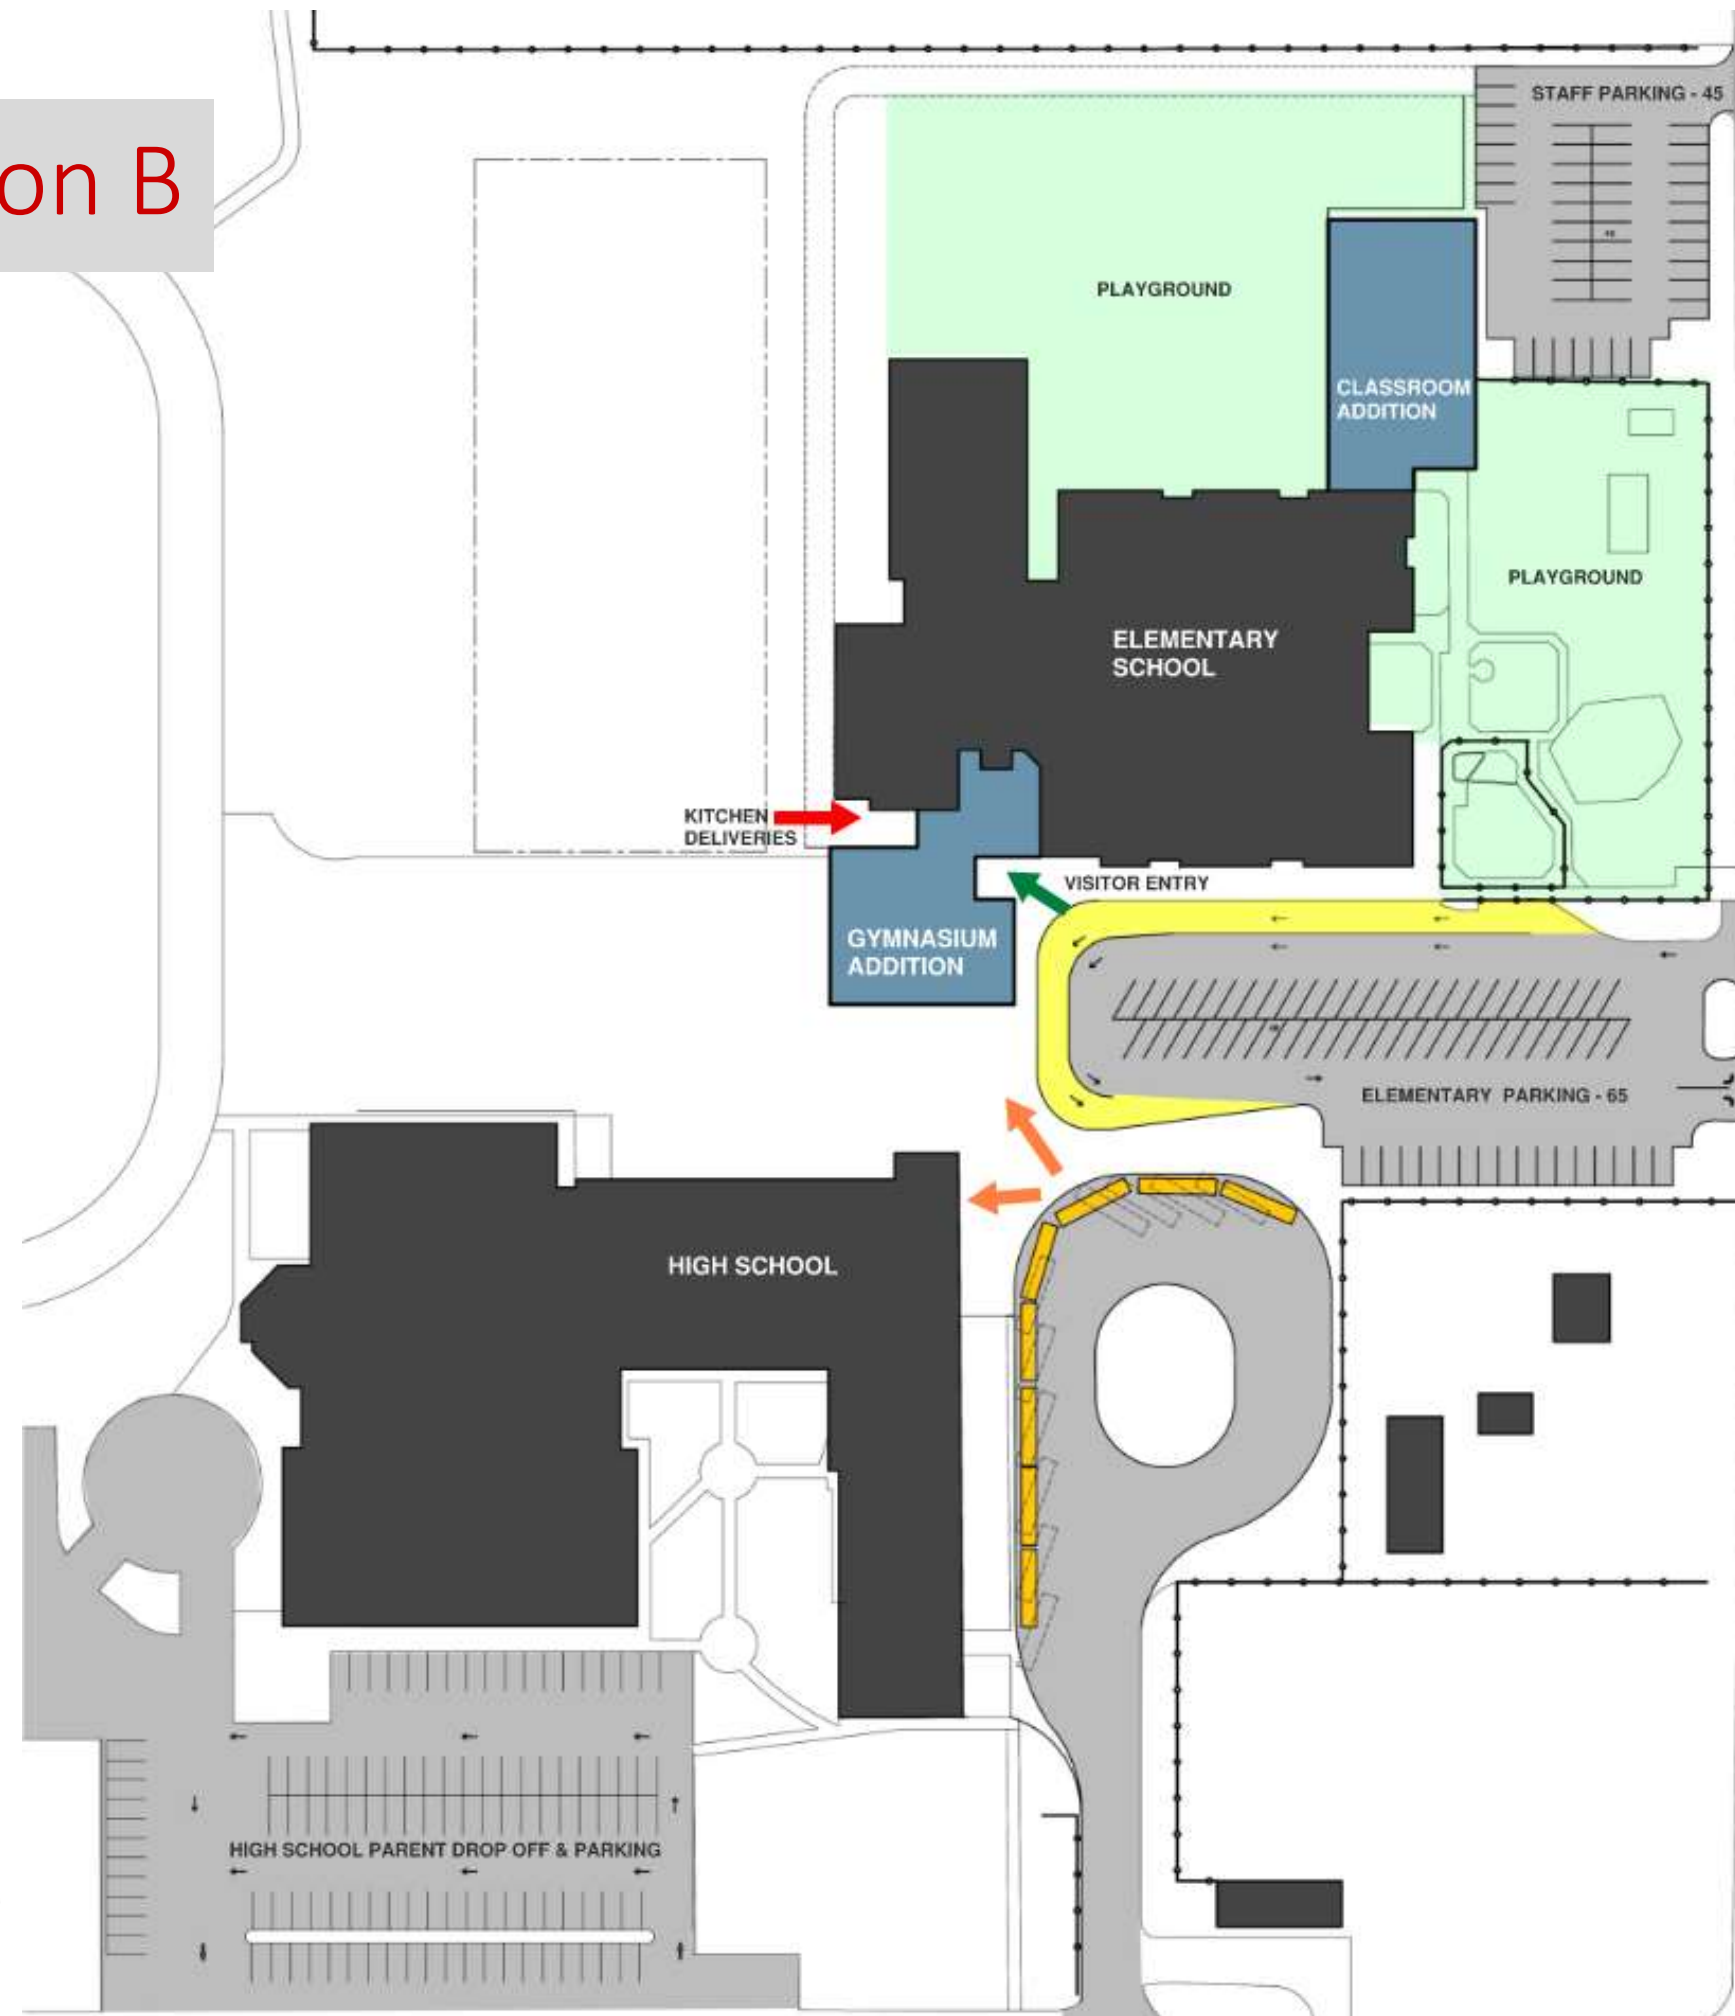 on B
STAFF PARKING - 45
PLAYGROUND
CLASSROOM
ADDITION
PLAYGROUND
ELEMENTARY
SCHOOL
KITCHEN
DELIVERIES
VISITOR ENTRY
GYMNASIUM
ADDITION
ELEMENTARY PARKING - 65
HIGH SCHOOL
HIGH SCHOOL PARENT DROP OFF & PARKING